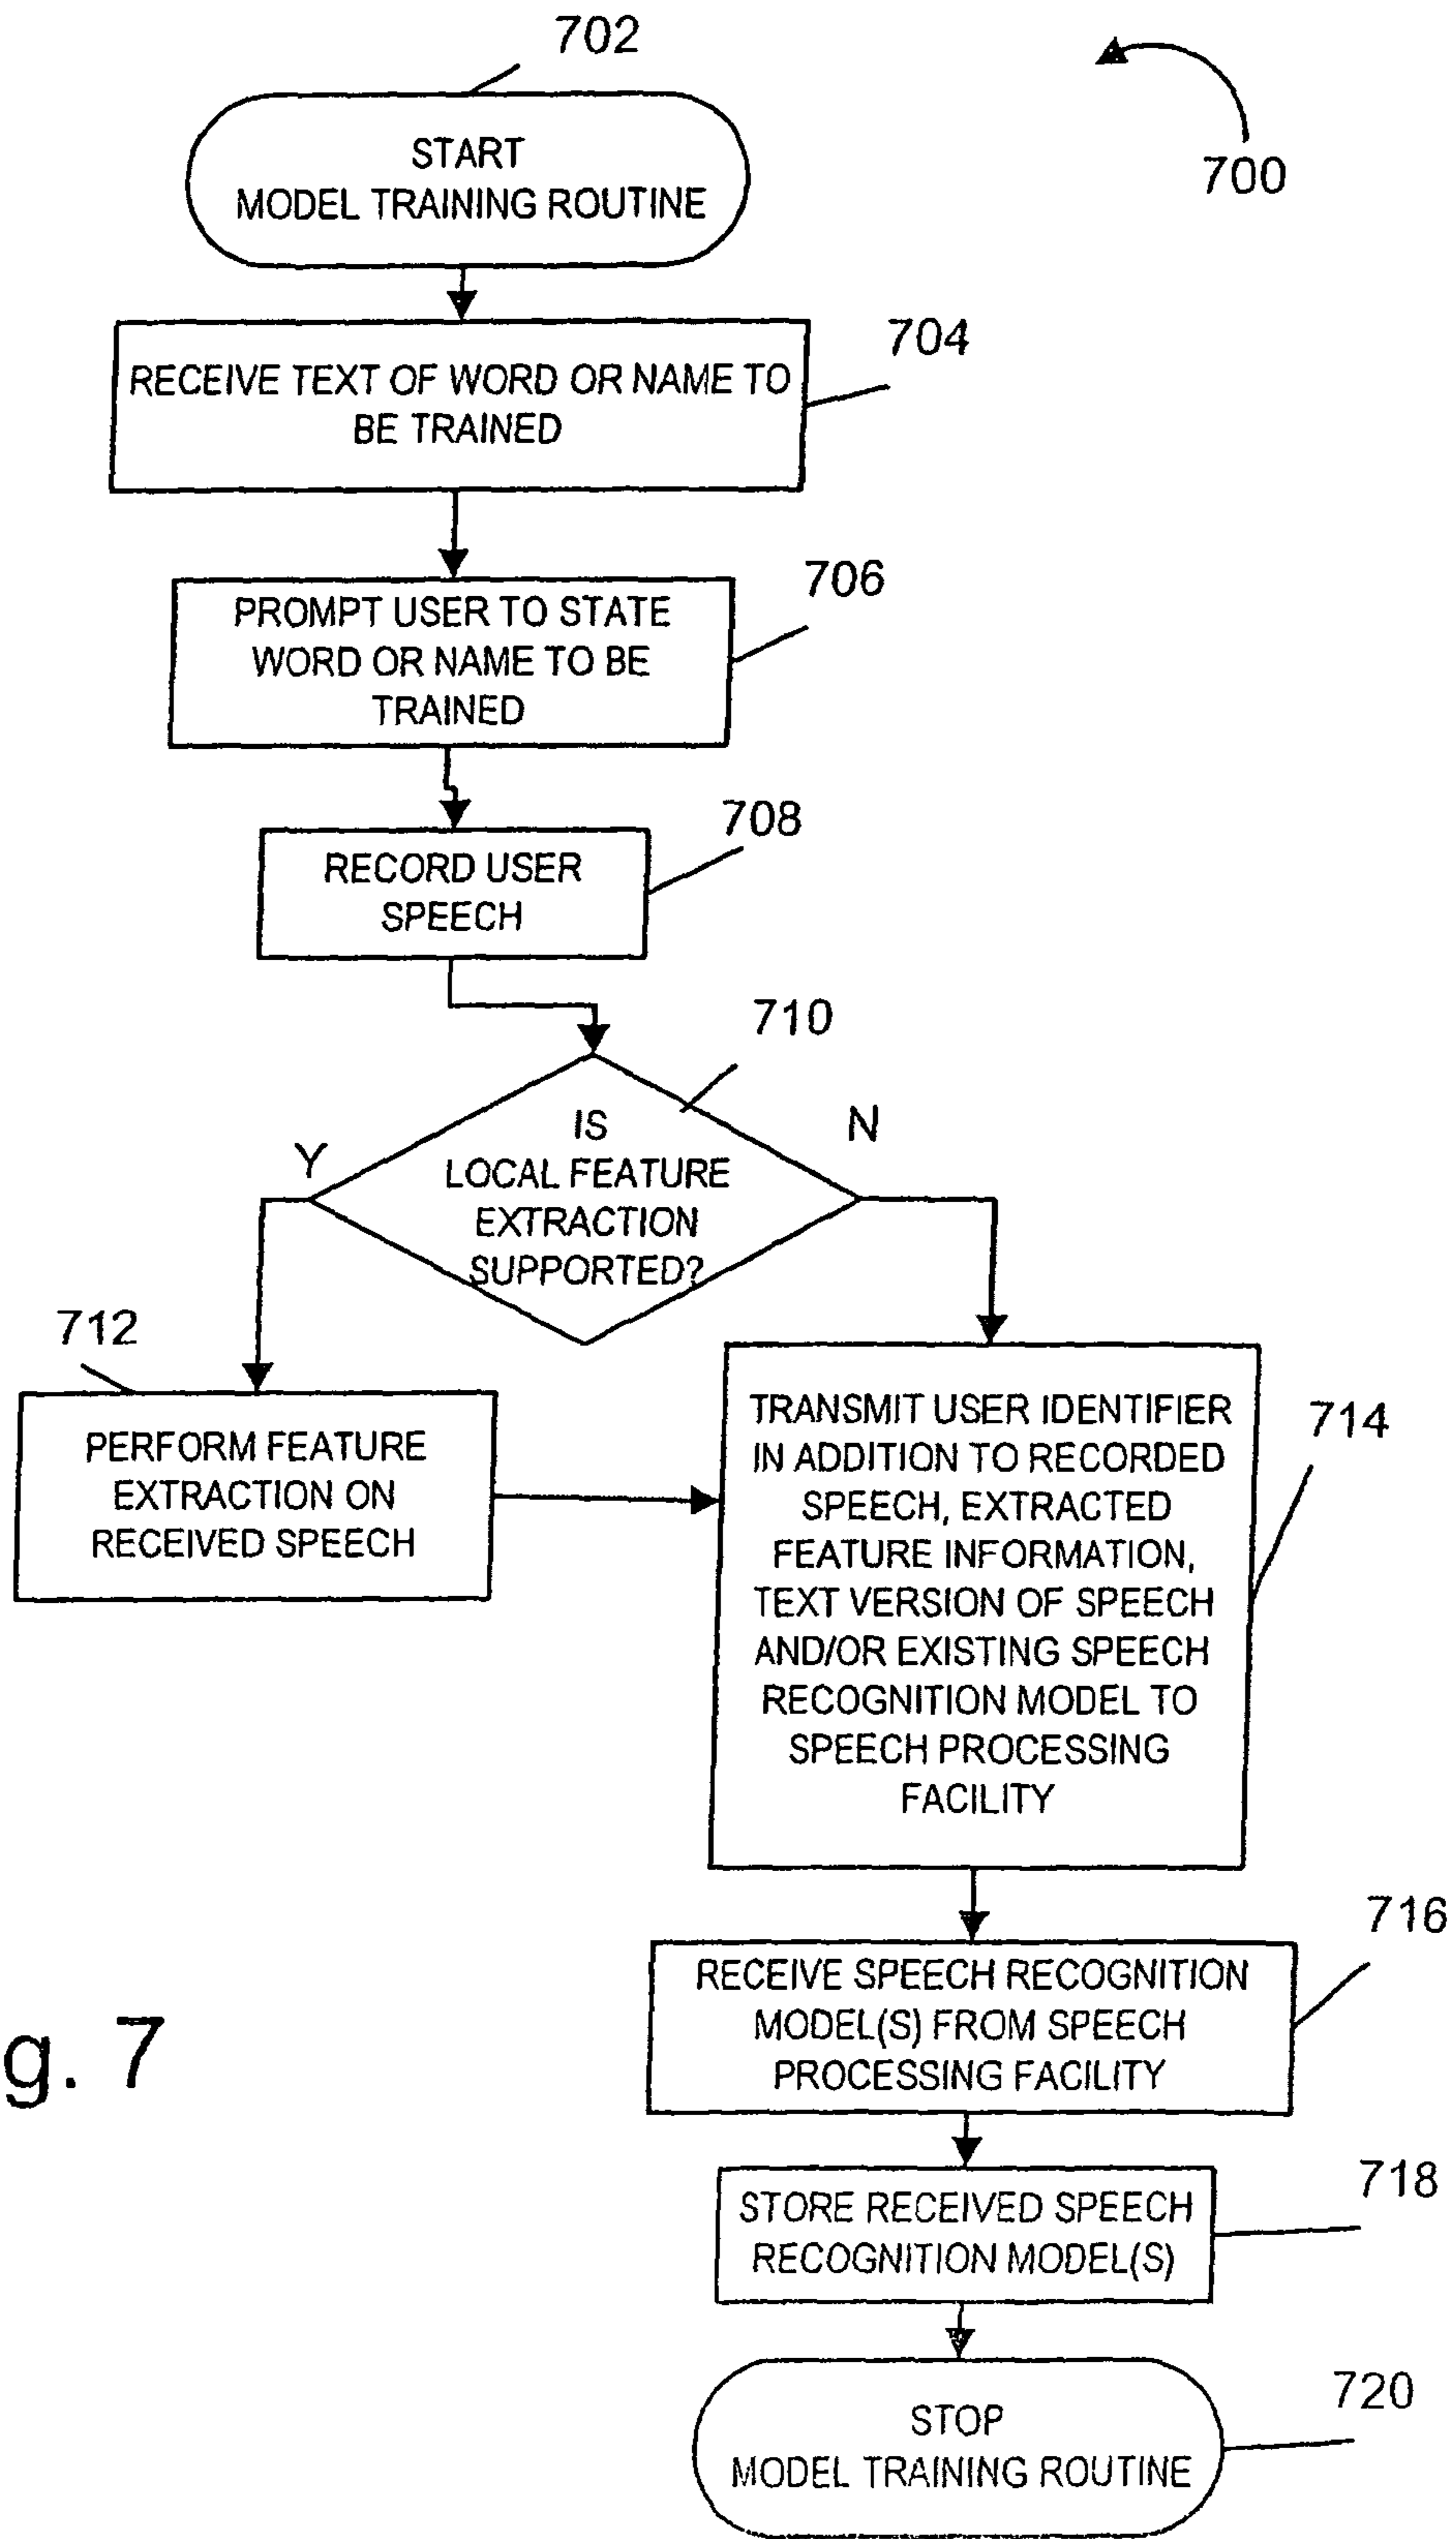 702
700
START
MODEL TRAINING ROUTINE
704
RECEIVE TEXT OF WORD OR NAME TO
BE TRAINED
706
PROMPT USER TO STATE
WORD OR NAME TO BE
TRAINED
708
RECORD USER
SPEECH
710
Y
N
IS
LOCAL FEATURE
EXTRACTION
SUPPORTED?
712
PERFORM FEATURE
EXTRACTION ON
RECEIVED SPEECH
714
TRANSMIT USER IDENTIFIER
IN ADDITION TO RECORDED
SPEECH, EXTRACTED
FEATURE INFORMATION,
TEXT VERSION OF SPEECH
AND/OR EXISTING SPEECH
RECOGNITION MODEL TO
SPEECH PROCESSING
FACILITY
716
RECEIVE SPEECH RECOGNITION
MODEL(S) FROM SPEECH
PROCESSING FACILITY
g. 7
718
STORE RECEIVED SPEECH
RECOGNITION MODEL(S)
720
STOP
MODEL TRAINING ROUTINE